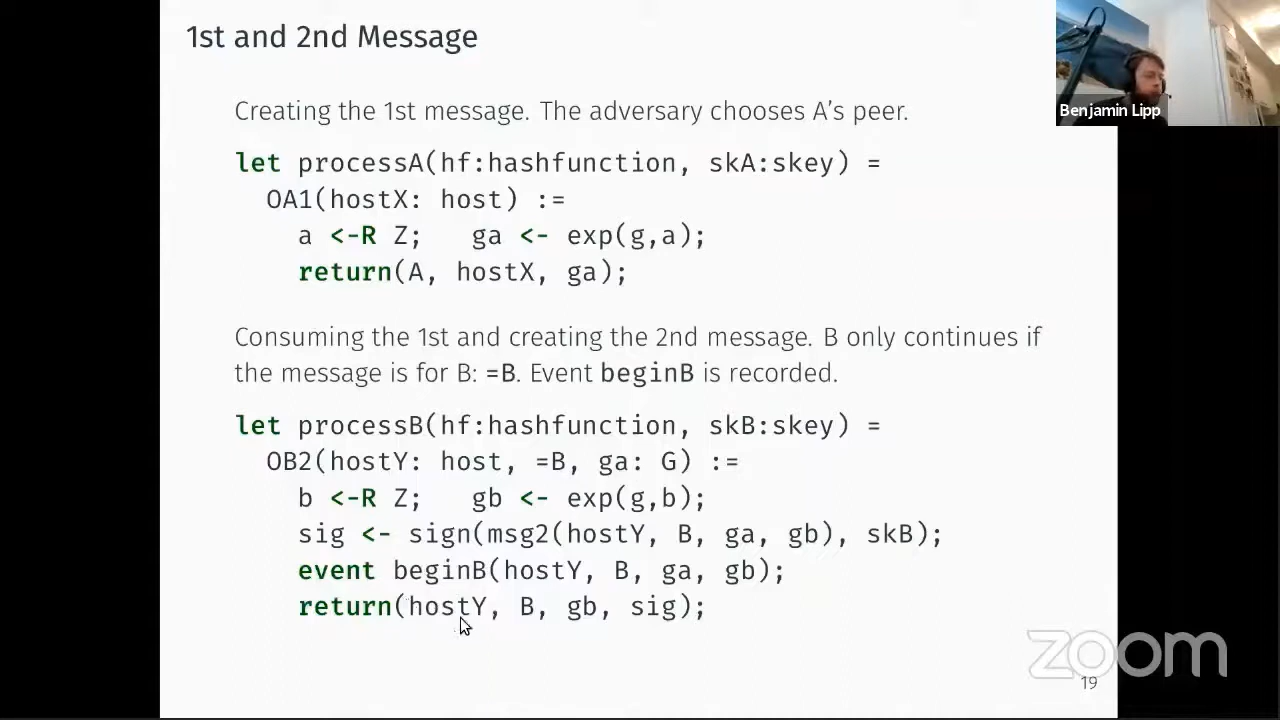 1st and 2nd Message
Benjamin Lipp
Creating the 1st message. The adversary chooses A’s peer.
let processA(hf:hashfunction, skA:skey) =
OA1(hostX: host) :=
a <-R Z; ga <- exp(g,a);
return(A, hostX, ga);
Consuming the 1st and creating the 2nd message. B only continues if
the message is for B: =B. Event beginB is recorded.
let processB(hf:hashfunction, skB:skey) =
OB2(hostY: host, =B, ga: G) :=
b <-R Z; gb <- exp(g,b);
sig <- sign(msg2(hostY, B, ga, gb), skB);
event beginB(hostY, B, ga, gb);
return(hostY, B, gb, sig);
zoom
19